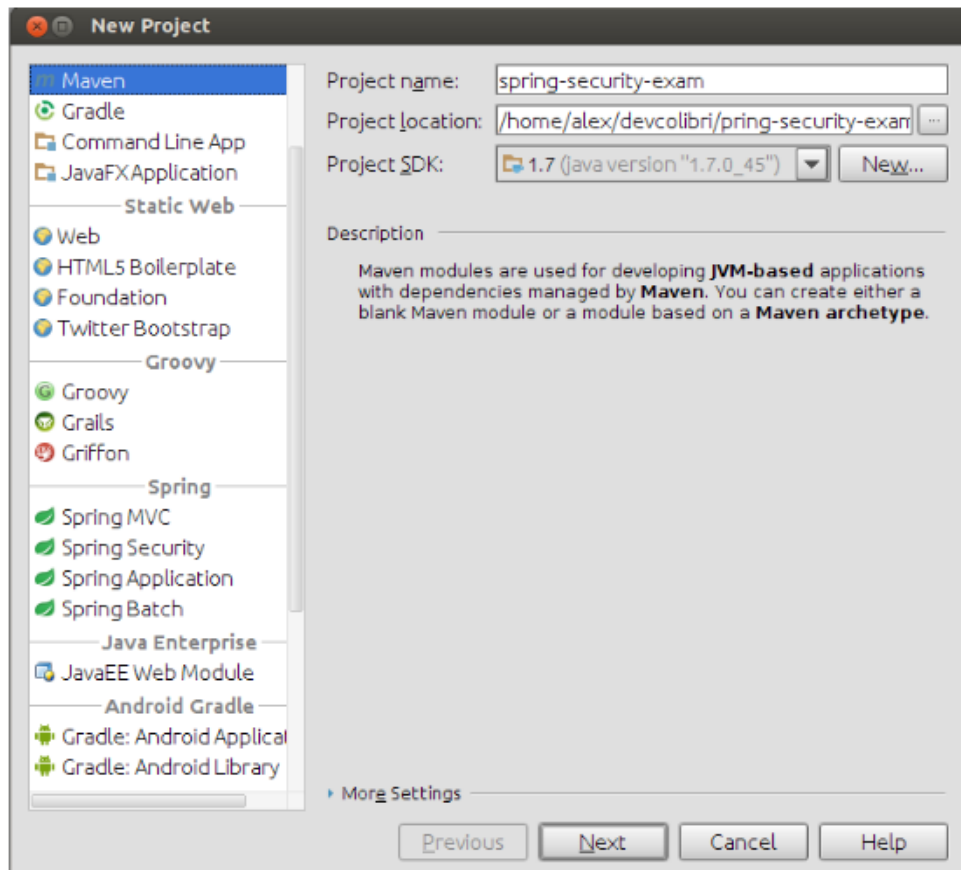 New Project
Maven
Gradle
Command Line App
JavaFX Application
Static Web
Web
HTML5 Boilerplate
Foundation
Twitter Bootstrap
Groovy
Groovy
Grails
Griffon
Spring
Spring MVC
Spring Security
Spring Application
Spring Batch
Java Enterprise
JavaEE Web Module
Android Gradle
Gradle: Android Applicat
Gradle: Android Library
Project name: spring-security-exam
Project location: /home/alex/devcolibri/pring-security-exam ...
Project SDK: 1.7 (java version "1.7.0_45") New...
Description
Maven modules are used for developing JVM-based applications
with dependencies managed by Maven. You can create either a
blank Maven module or a module based on a Maven archetype.
More Settings
Previous Next Cancel Help